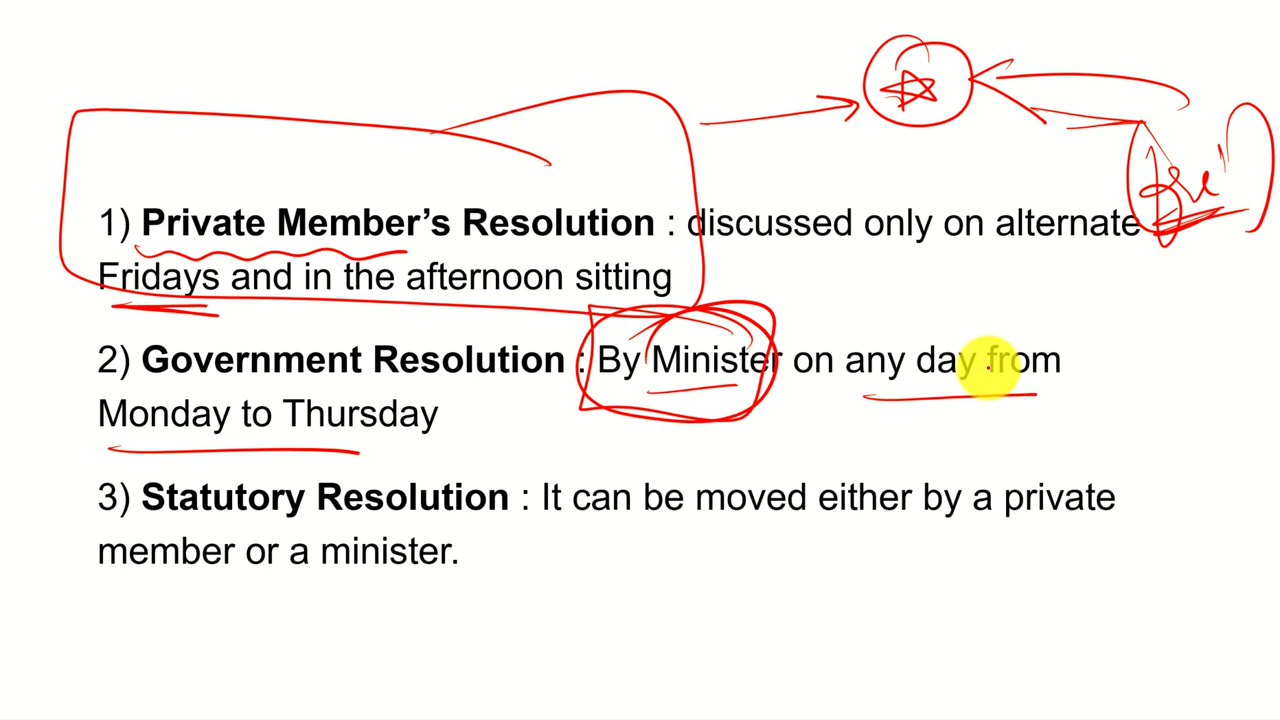 1) Private Member’s Resolution : discussed only on alternate
Fridays and in the afternoon sitting
2) Government Resolution : By Minister on any day from
Monday to Thursday
3) Statutory Resolution : It can be moved either by a private
member or a minister.